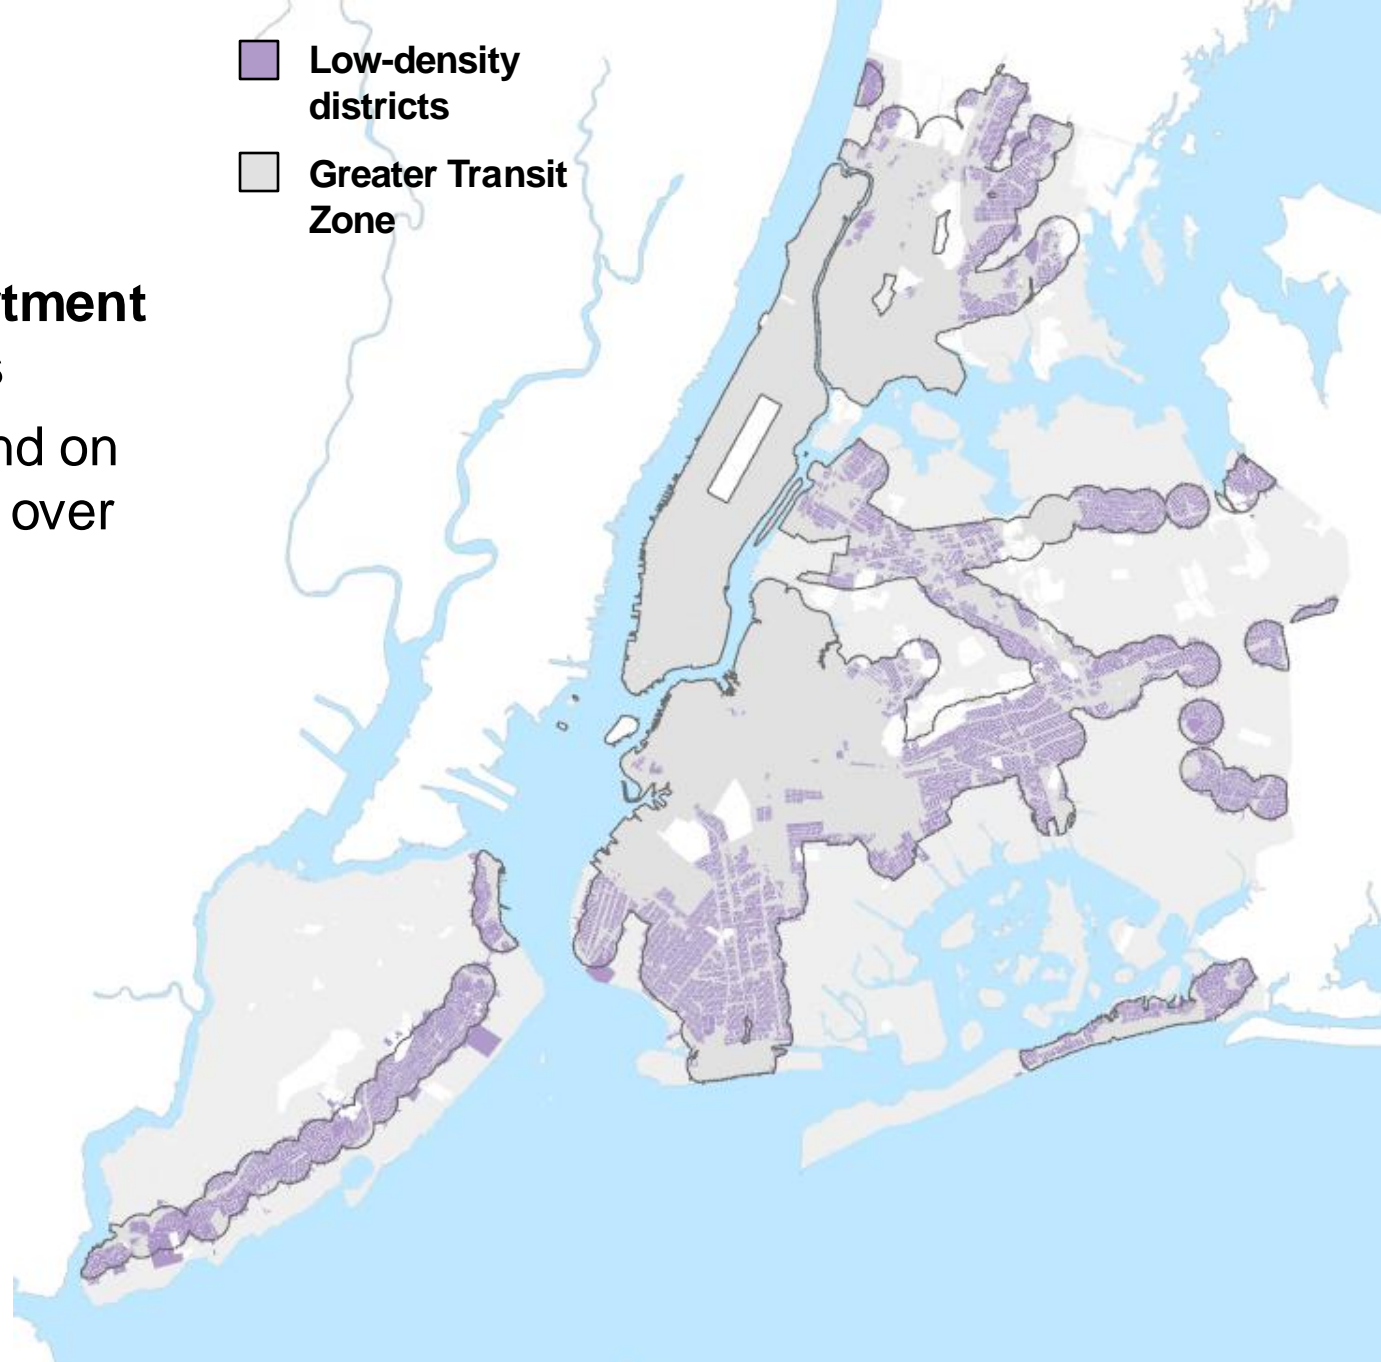 Low-density
districts
Greater Transit
Zone
tment
s
nd on
over